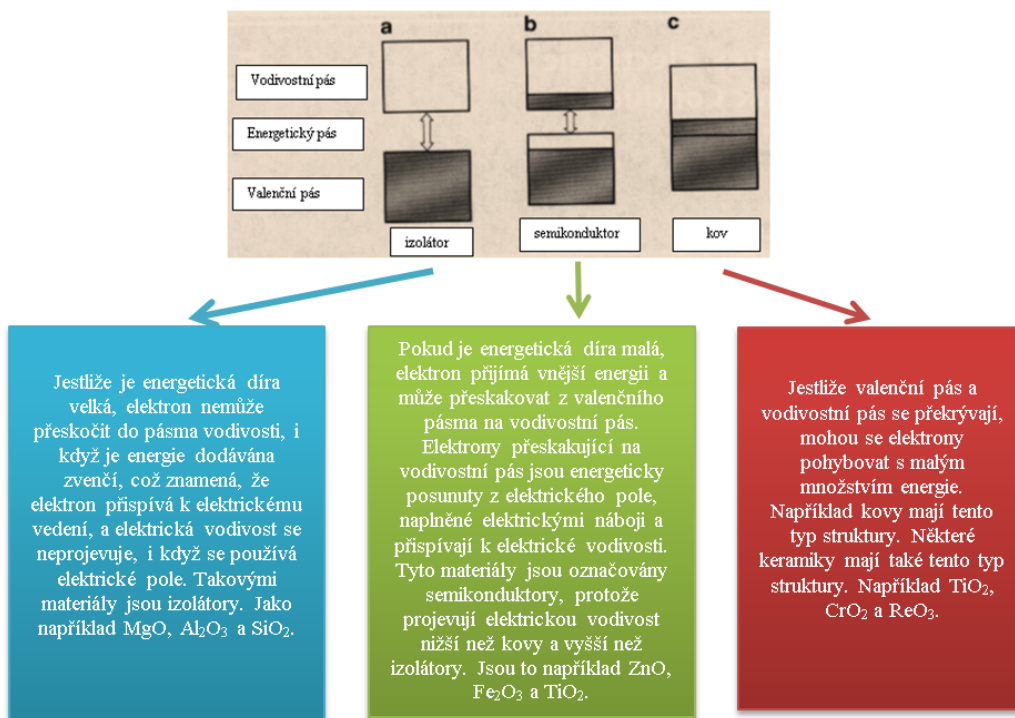 a
b
c
Vodivostní pás
Energetický pás
Valenční pás
izolátor
semikonduktor
kov
Jestliže je energetická díra
velká, elektron nemůže
přeskočit do pásma vodivosti, i
když je energie dodávána
zvenčí, což znamená, že
elektron přispívá k elektrickému
vedení, a elektrická vodivost se
neprojevuje, i když se používá
elektrické pole. Takovými
materiály jsou izolátory. Jako
například MgO, Al₂O₃ a SiO₂.
Pokud je energetická díra malá,
elektron přijímá vnější energii a
může přeskakovat z valenčního
pásma na vodivostní pás.
Elektrony přeskakující na
vodivostní pás jsou energeticky
posunuty z elektrického pole,
naplněné elektrickými náboji a
přispívají k elektrické vodivosti.
Tyto materiály jsou označovány
semikonduktory, protože
projevují elektrickou vodivost
nižší než kovy a vyšší než
izolátory. Jsou to například ZnO,
Fe₂O₃ a TiO₂.
Jestliže valenční pás a
vodivostní pás se překrývají,
mohou se elektrony
pohybovat s malým
množstvím energie.
Například kovy mají tento
typ struktury. Některé
keramiky mají také tento typ
struktury. Například TiO₂,
CrO₂ a ReO₃.